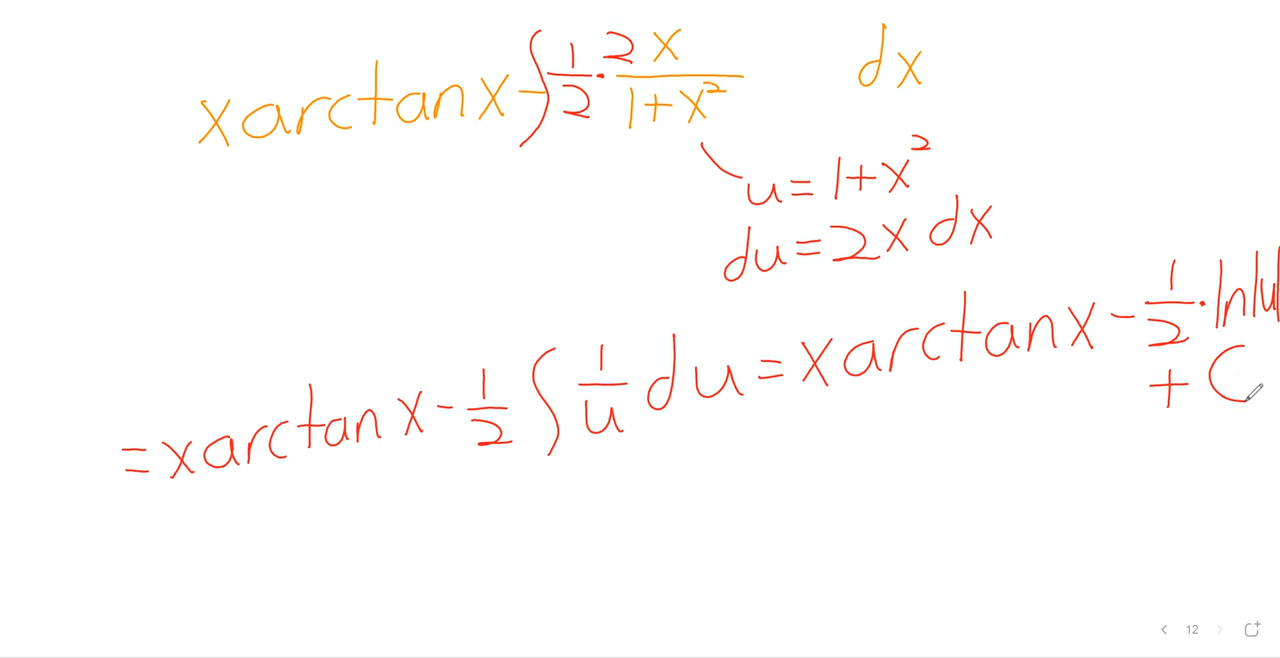 x arctan x - ∫ 1/2 · 2x/(1+x²) dx
u = 1+x²
du = 2x dx
= x arctan x - 1/2 ∫ 1/u du = x arctan x - 1/2 · ln|u|
+ C
12